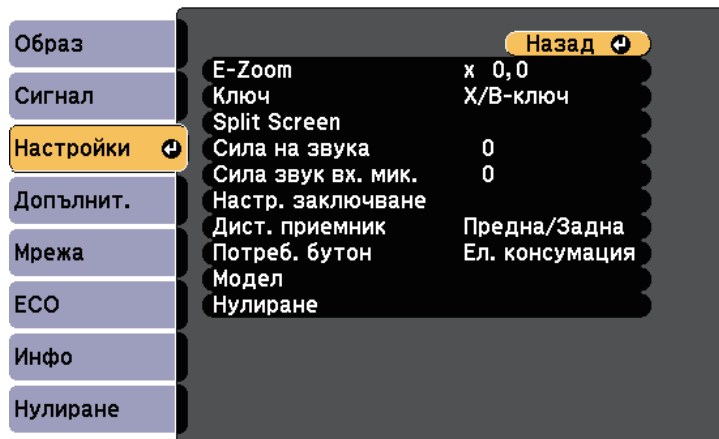 Образ
Сигнал
Настройки
Допълнит.
Мрежа
ECO
Инфо
Нулиране
Назад
E-Zoom x 0,0
Ключ Х/В-ключ
Split Screen
Сила на звука 0
Сила звук вх. мик. 0
Настр. заключване
Дист. приемник Предна/Задна
Потреб. бутон Ел. консумация
Модел
Нулиране